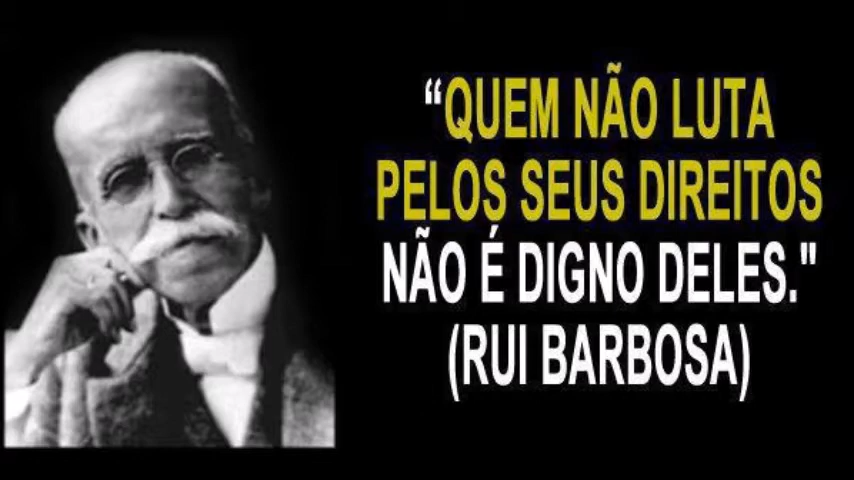 “QUEM NÃO LUTA
PELOS SEUS DIREITOS
NÃO É DIGNO DELES."
(RUI BARBOSA)